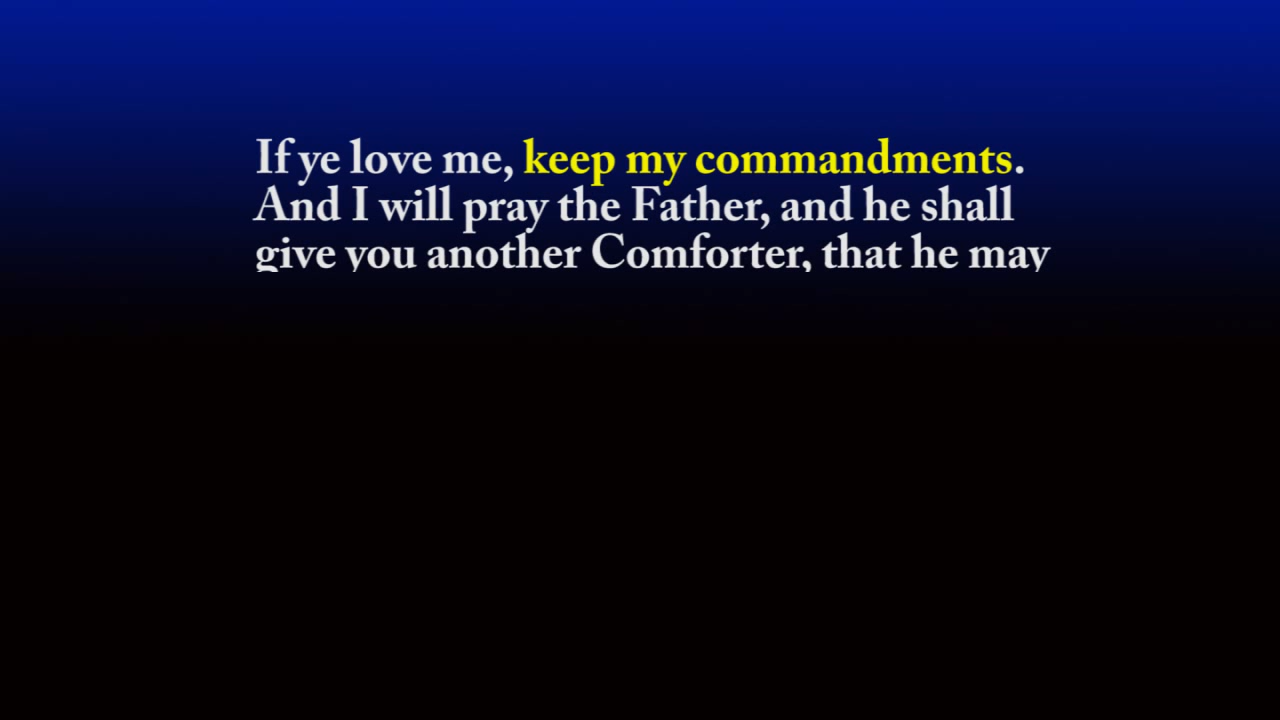 If ye love me, keep my commandments.
And I will pray the Father, and he shall
give you another Comforter, that he may